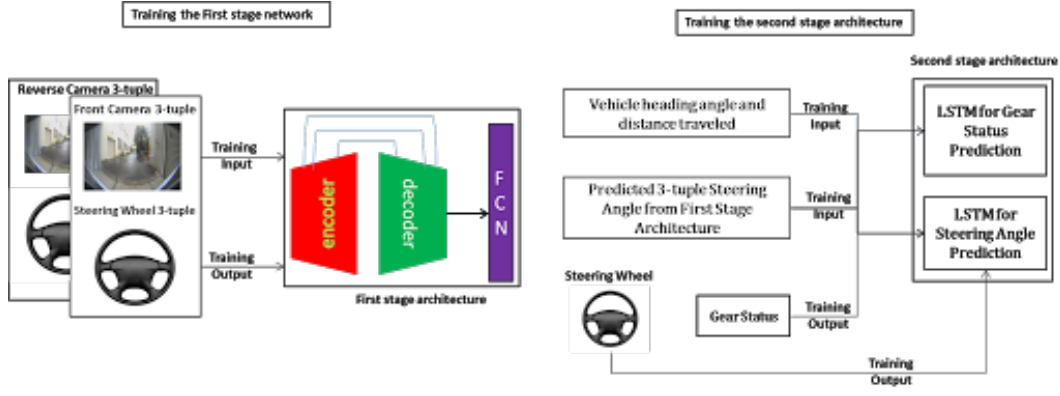 Training the First stage network
Reverse Camera 3-tuple
Front Camera 3-tuple
Steering Wheel 3-tuple
Training
Input
Training
Output
encoder
decoder
F
C
N
First stage architecture
Training the second stage architecture
Second stage architecture
Vehicle heading angle and
distance traveled
Training
Input
LSTM for Gear
Status
Prediction
Predicted 3-tuple Steering
Angle from First Stage
Architecture
Training
Input
LSTM for
Steering Angle
Prediction
Steering Wheel
Gear Status
Training
Output
Training
Output